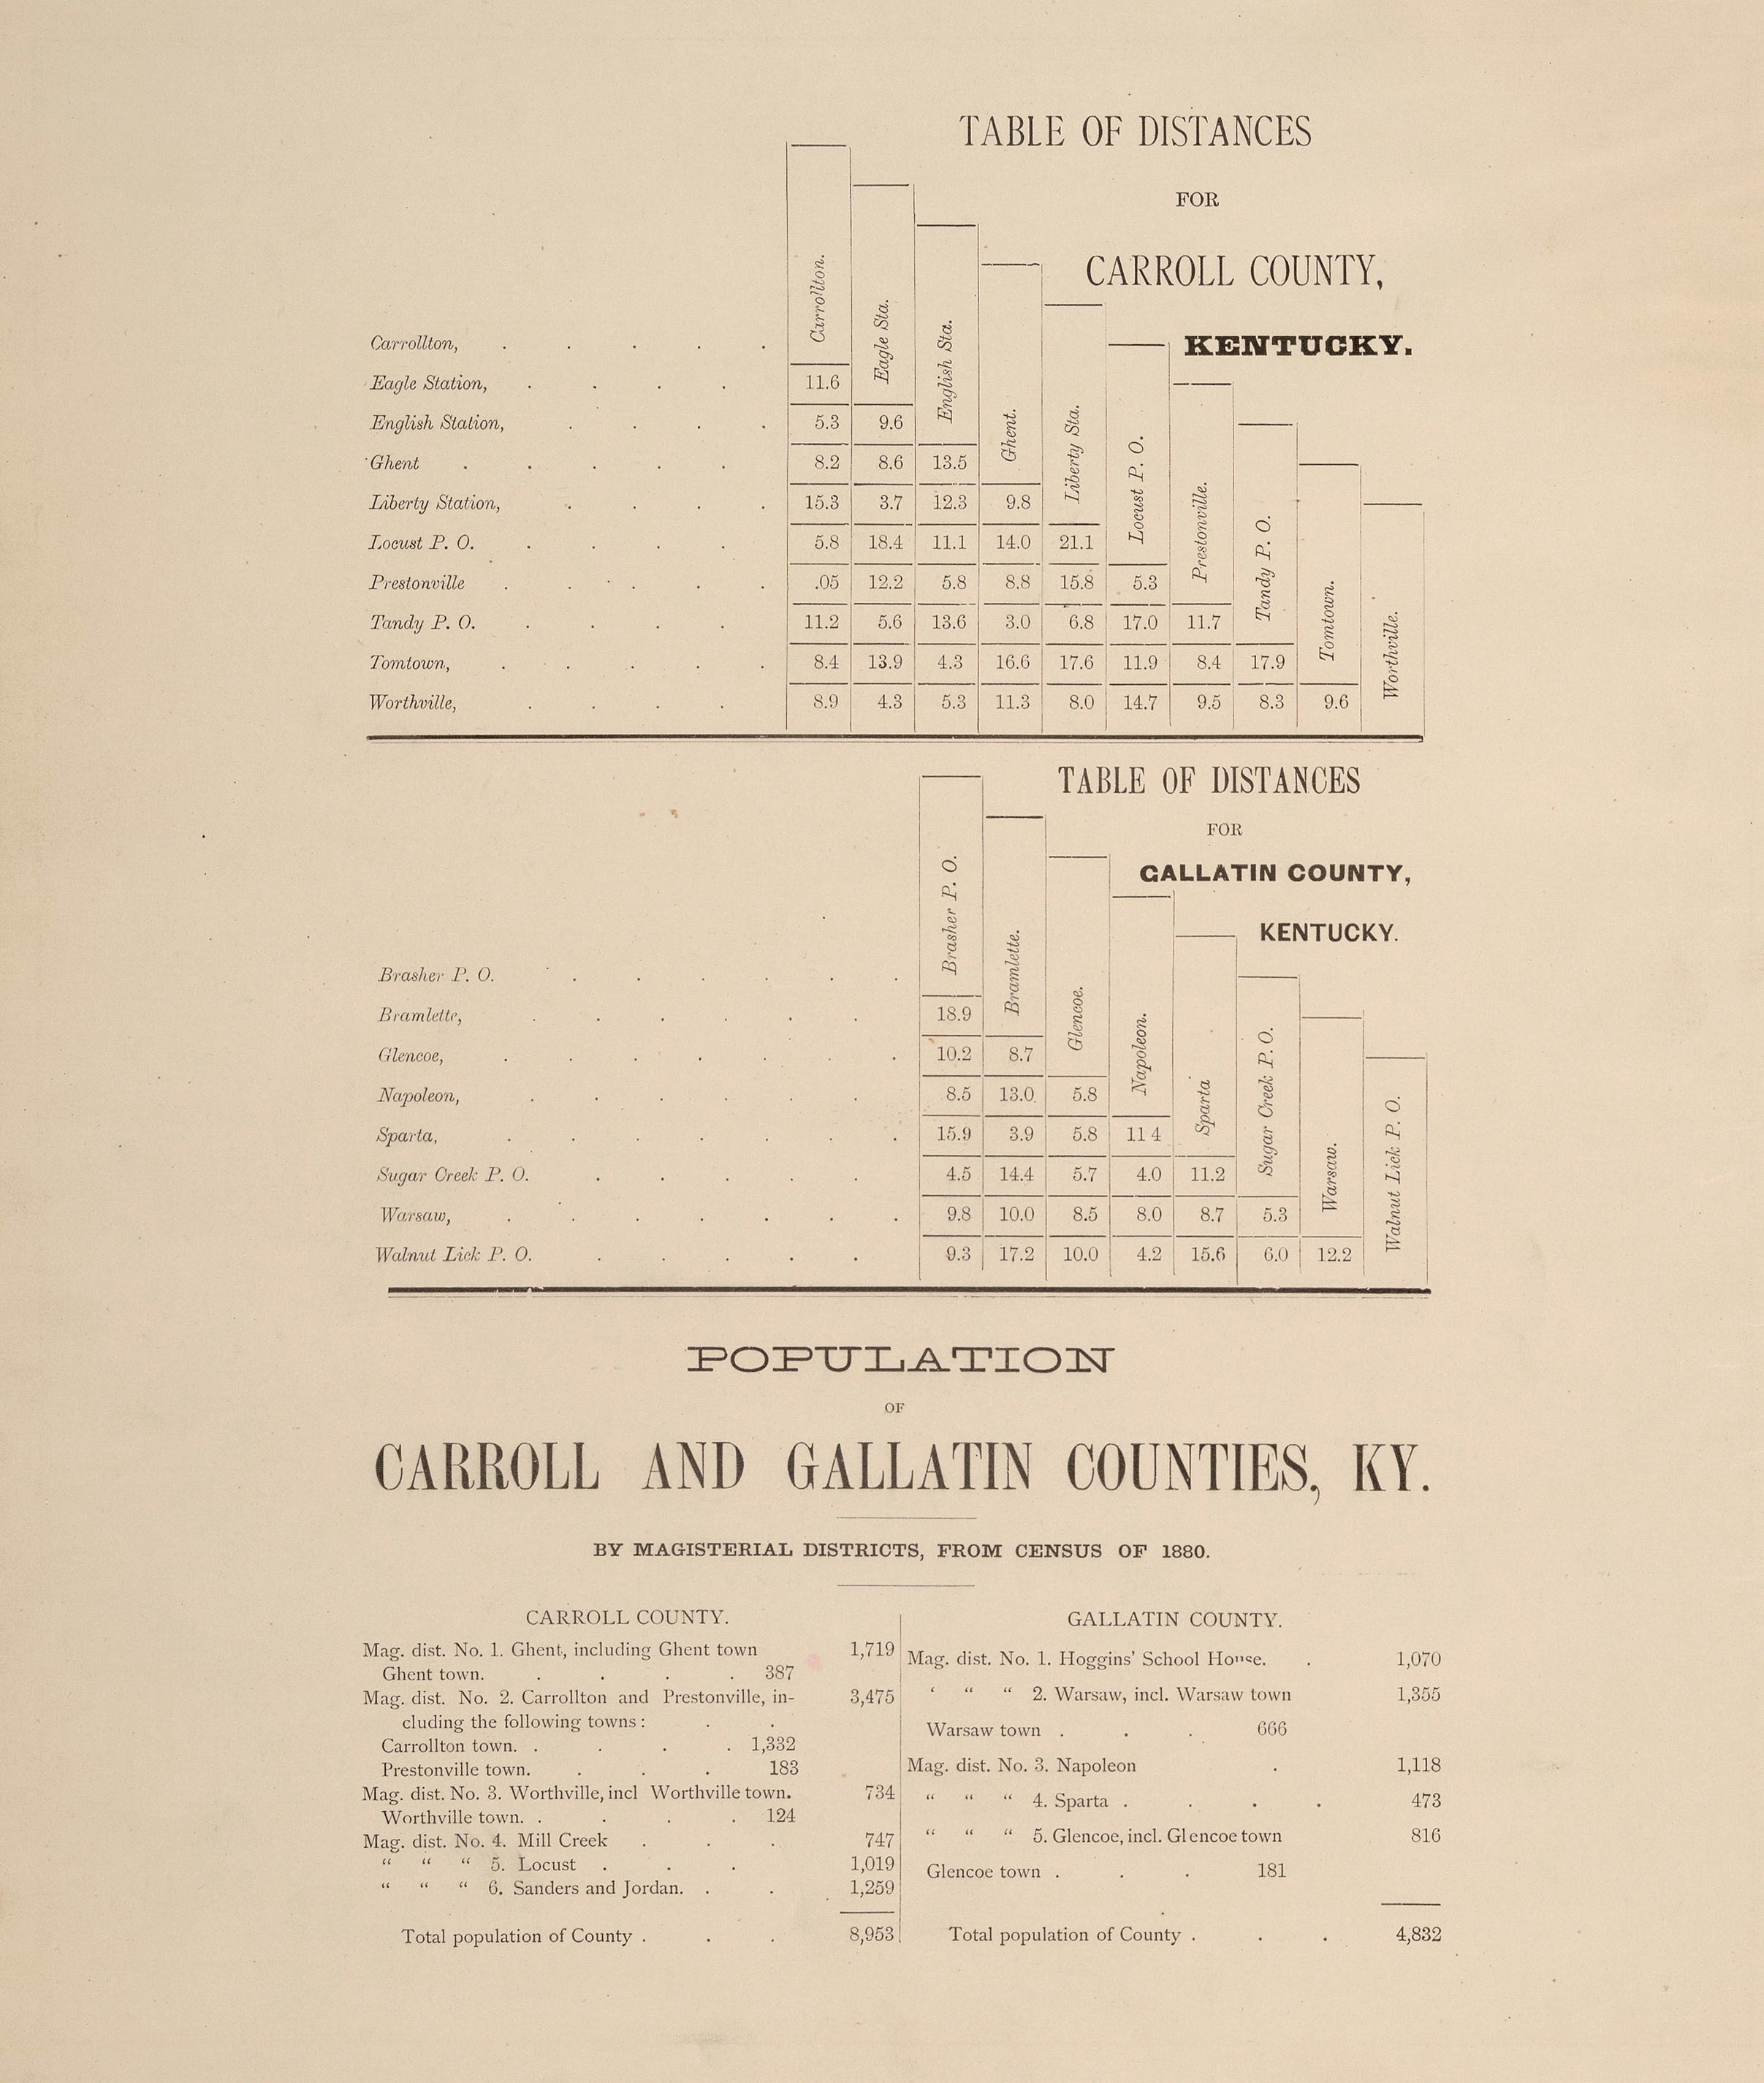 TABLE OF DISTANCES
FOR
CARROLL COUNTY,
KENTUCKY.
Carrollton. Eagle Sta. English Sta. Ghent. Liberty Sta. Locust P. O. Prestonville. Tandy P. O. Tomtown. Worthville.
Carrollton, . . . . .
Eagle Station, . . . . 11.6
English Station, . . . . 5.3 9.6
Ghent . . . . . 8.2 8.6 13.5
Liberty Station, . . . . 15.3 3.7 12.3 9.8
Locust P. O. . . . . 5.8 18.4 11.1 14.0 21.1
Prestonville . . . . . .05 12.2 5.8 8.8 15.8 5.3
Tandy P. O. . . . . 11.2 5.6 13.6 3.0 6.8 17.0 11.7
Tomtown, . . . . . 8.4 13.9 4.3 16.6 17.6 11.9 8.4 17.9
Worthville, . . . . 8.9 4.3 5.3 11.3 8.0 14.7 9.5 8.3 9.6
TABLE OF DISTANCES
FOR
GALLATIN COUNTY,
KENTUCKY.
Brasher P. O. Bramlette. Glencoe. Napoleon. Sparta Sugar Creek P. O. Warsaw. Walnut Lick P. O.
Brasher P. O. . . . . . .
Bramlette, . . . . . . 18.9
Glencoe, . . . . . . . 10.2 8.7
Napoleon, . . . . . . 8.5 13.0 5.8
Sparta, . . . . . . . 15.9 3.9 5.8 11 4
Sugar Creek P. O. . . . . . 4.5 14.4 5.7 4.0 11.2
Warsaw, . . . . . . . 9.8 10.0 8.5 8.0 8.7 5.3
Walnut Lick P. O. . . . . . 9.3 17.2 10.0 4.2 15.6 6.0 12.2
POPULATION
OF
CARROLL AND GALLATIN COUNTIES, KY.
BY MAGISTERIAL DISTRICTS, FROM CENSUS OF 1880.
CARROLL COUNTY.
Mag. dist. No. 1. Ghent, including Ghent town 1,719
Ghent town. . . . . 387
Mag. dist. No. 2. Carrollton and Prestonville, in- 3,475
cluding the following towns : . .
Carrollton town. . . . . 1,332
Prestonville town. . . . 183
Mag. dist. No. 3. Worthville, incl Worthville town. 734
Worthville town. . . . . 124
Mag. dist. No. 4. Mill Creek . . . 747
“ “ “ 5. Locust . . . 1,019
“ “ “ 6. Sanders and Jordan. . . 1,259
Total population of County . . . 8,953
GALLATIN COUNTY.
Mag. dist. No. 1. Hoggins' School House. . 1,070
‘ “ “ 2. Warsaw, incl. Warsaw town 1,355
Warsaw town . . . 666
Mag. dist. No. 3. Napoleon . 1,118
“ “ “ 4. Sparta . . . . 473
“ “ “ 5. Glencoe, incl. Glencoe town 816
Glencoe town . . . 181
Total population of County . . . 4,832